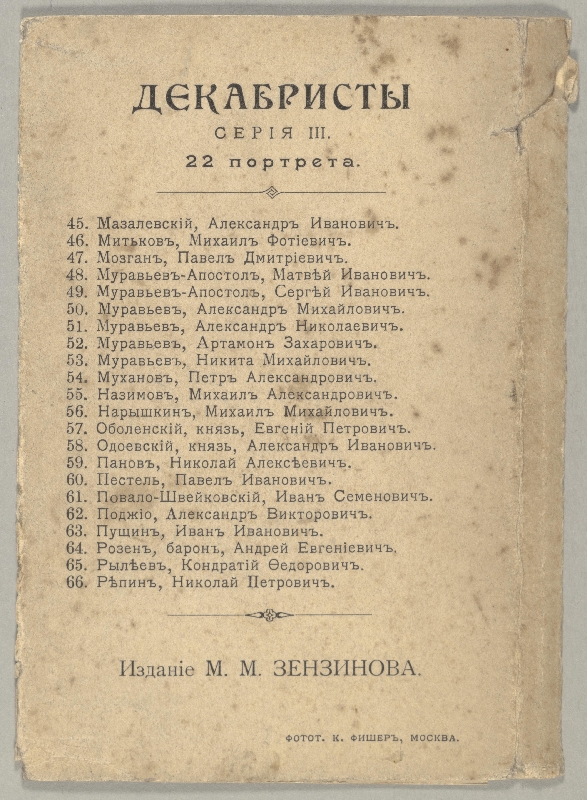 ДЕКАБРИСТЫ
СЕРІЯ III.
22 портрета.
45. Мазалевскій, Александръ Ивановичъ.
46. Митьковъ, Михаилъ Фотіевичъ.
47. Мозганъ, Павелъ Дмитріевичъ.
48. Муравьевъ-Апостолъ, Матвѣй Ивановичъ.
49. Муравьевъ-Апостолъ, Сергѣй Ивановичъ.
50. Муравьевъ, Александръ Михайловичъ.
51. Муравьевъ, Александръ Николаевичъ.
52. Муравьевъ, Артамонъ Захаровичъ.
53. Муравьевъ, Никита Михайловичъ.
54. Мухановъ, Петръ Александровичъ.
55. Назимовъ, Михаилъ Александровичъ.
56. Нарышкинъ, Михаилъ Михайловичъ.
57. Оболенскій, князь, Евгеній Петровичъ.
58. Одоевскій, князь, Александръ Ивановичъ.
59. Пановъ, Николай Алексѣевичъ.
60. Пестель, Павелъ Ивановичъ.
61. Повало-Швейковскій, Иванъ Семеновичъ.
62. Поджіо, Александръ Викторовичъ.
63. Пущинъ, Иванъ Ивановичъ.
64. Розенъ, баронъ, Андрей Евгеніевичъ.
65. Рылѣевъ, Кондратій Ѳедоровичъ.
66. Рѣпинъ, Николай Петровичъ.
Изданіе М. М. ЗЕНЗИНОВА.
ФОТОТ. К. ФИШЕРЪ, МОСКВА.